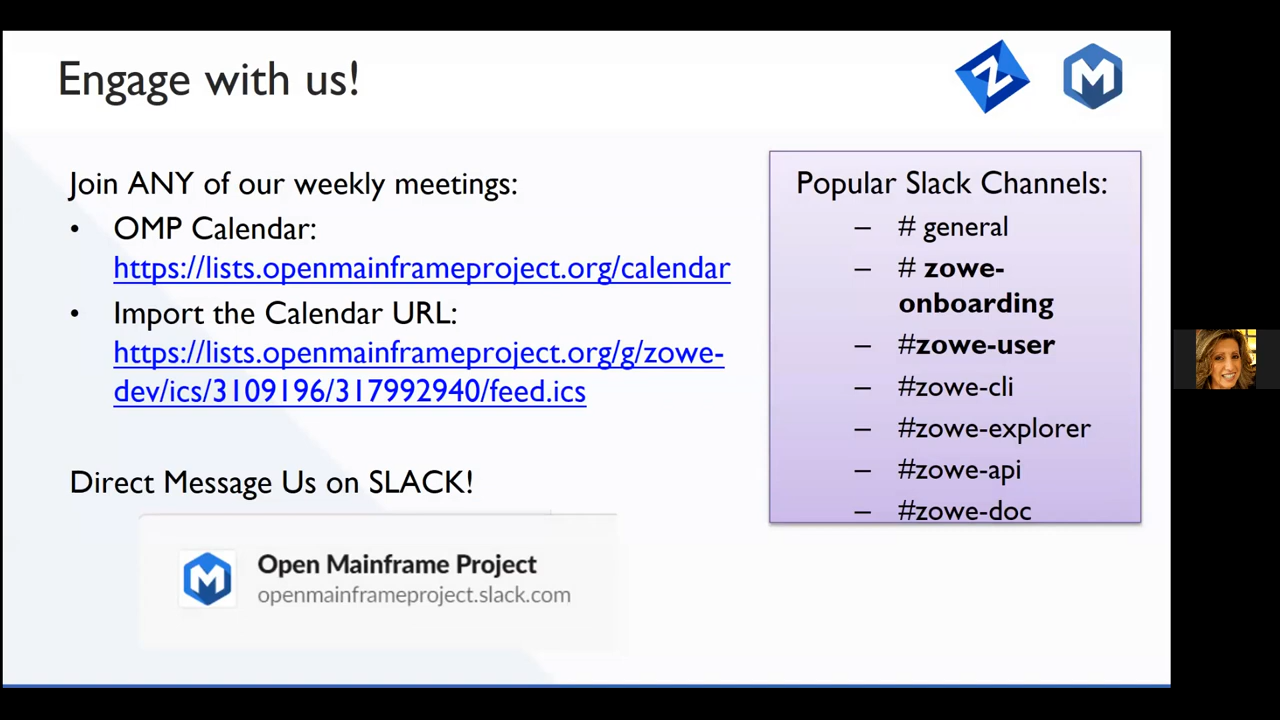 Engage with us!
Join ANY of our weekly meetings:
• OMP Calendar:
https://lists.openmainframeproject.org/calendar
• Import the Calendar URL:
https://lists.openmainframeproject.org/g/zowe-
dev/ics/3109196/317992940/feed.ics
Direct Message Us on SLACK!
Open Mainframe Project
openmainframeproject.slack.com
Popular Slack Channels:
– # general
– # zowe-
onboarding
– #zowe-user
– #zowe-cli
– #zowe-explorer
– #zowe-api
– #zowe-doc